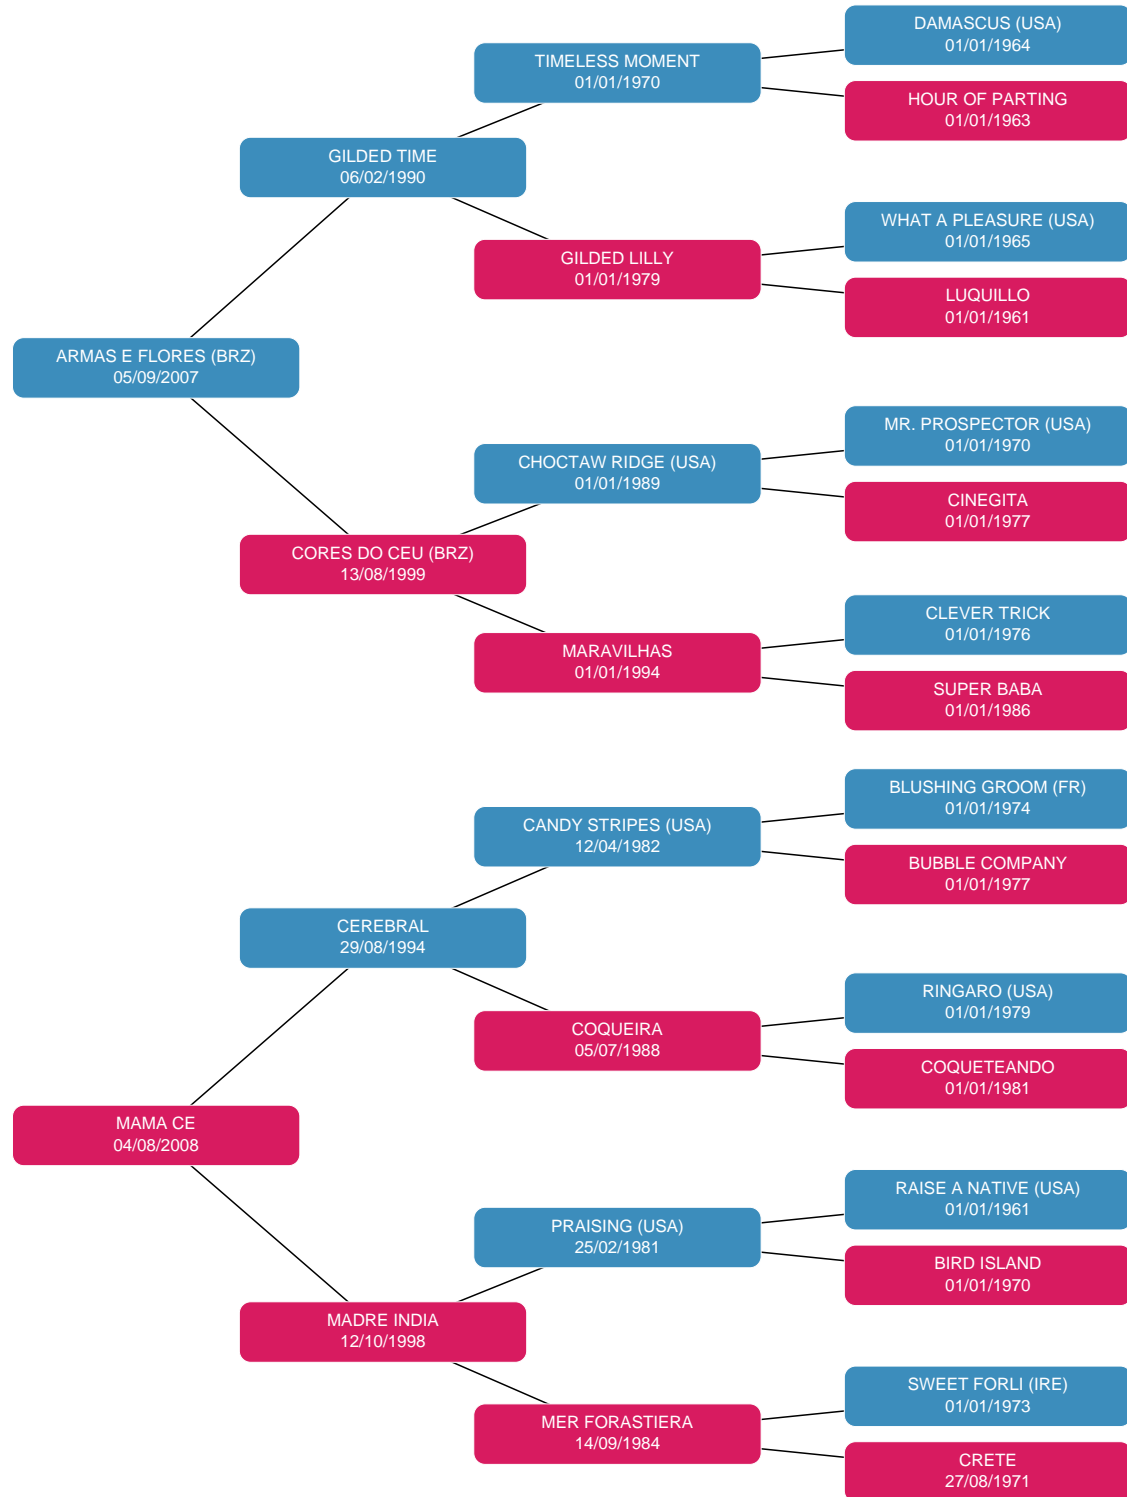 DAMASCUS (USA)
01/01/1964
TIMELESS MOMENT
01/01/1970
HOUR OF PARTING
01/01/1963
GILDED TIME
06/02/1990
WHAT A PLEASURE (USA)
01/01/1965
GILDED LILLY
01/01/1979
LUQUILLO
01/01/1961
ARMAS E FLORES (BRZ)
05/09/2007
MR. PROSPECTOR (USA)
01/01/1970
CHOCTAW RIDGE (USA)
01/01/1989
CINEGITA
01/01/1977
CORES DO CEU (BRZ)
13/08/1999
CLEVER TRICK
01/01/1976
MARAVILHAS
01/01/1994
SUPER BABA
01/01/1986
BLUSHING GROOM (FR)
01/01/1974
CANDY STRIPES (USA)
12/04/1982
BUBBLE COMPANY
01/01/1977
CEREBRAL
29/08/1994
RINGARO (USA)
01/01/1979
COQUEIRA
05/07/1988
COQUETEANDO
01/01/1981
MAMA CE
04/08/2008
RAISE A NATIVE (USA)
01/01/1961
PRAISING (USA)
25/02/1981
BIRD ISLAND
01/01/1970
MADRE INDIA
12/10/1998
SWEET FORLI (IRE)
01/01/1973
MER FORASTIERA
14/09/1984
CRETE
27/08/1971